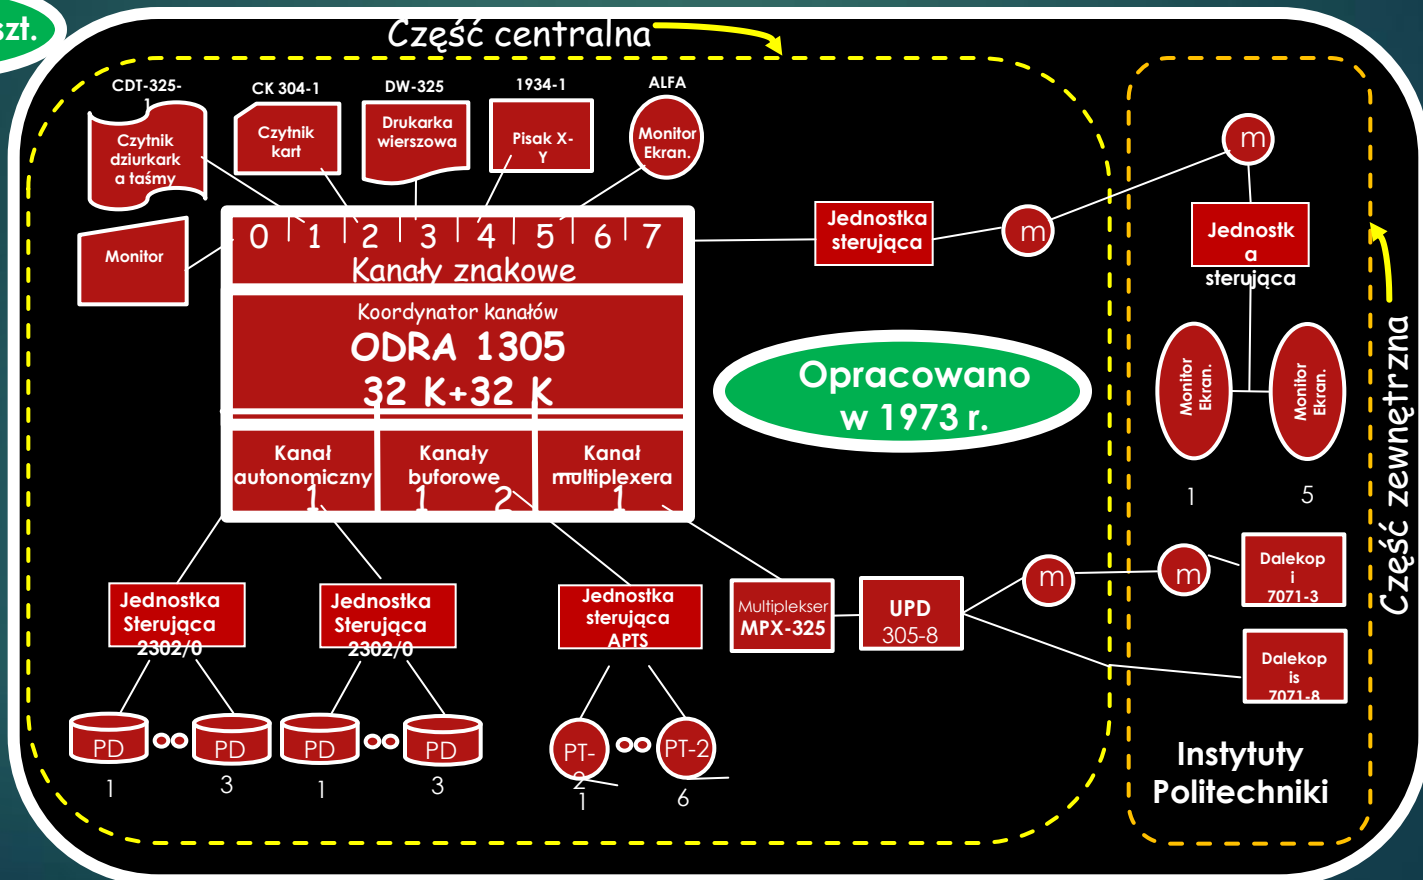 szt.
Część centralna
CDT-325-
1
Czytnik
dziurkark
a taśmy
CK 304-1
Czytnik
kart
DW-325
Drukarka
wierszowa
1934-1
Pisak X-
Y
ALFA
Monitor
Ekran.
Monitor
0 1 2 3 4 5 6 7
Kanały znakowe
Koordynator kanałów
ODRA 1305
32 K+32 K
Kanał
autonomiczny
1
Kanały
buforowe
1 2
Kanał
multiplexera
1
Jednostka
sterująca
m
m
Jednostk
a
sterująca
Monitor
Ekran.
Monitor
Ekran.
1
5
Opracowano
w 1973 r.
Część zewnętrzna
Jednostka
Sterująca
2302/0
Jednostka
Sterująca
2302/0
Jednostka
sterująca
APTS
Multiplekser
MPX-325
UPD
305-8
m
m
Dalekop
i
7071-3
Dalekop
is
7071-8
PD
1
PD
3
PD
1
PD
3
PT-
2
1
PT-2
6
Instytuty
Politechniki